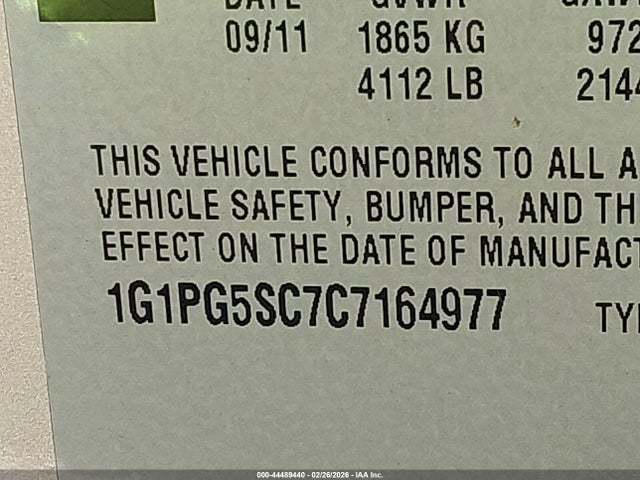 DATE GVWR
09/11 1865 KG 972
4112 LB 2144
THIS VEHICLE CONFORMS TO ALL A
VEHICLE SAFETY, BUMPER, AND TH
EFFECT ON THE DATE OF MANUFACT
1G1PG5SC7C7164977 TYP
000-44489440 - 02/26/2026 - IAA Inc.